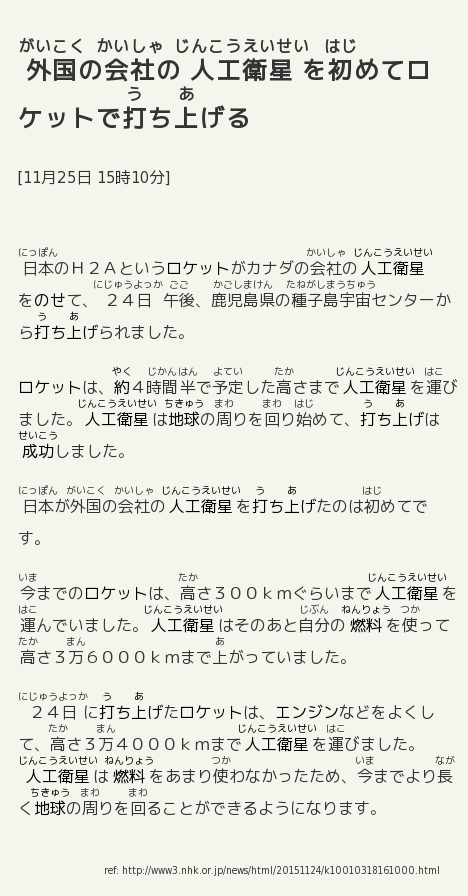 がいこく かいしゃ じんこうえいせい はじ
外国の会社の 人工衛星 を初めてロ
う あ
ケットで打ち上げる
[11月25日 15時10分]
にっぽん かいしゃ じんこうえいせい
日本のH2Aというロケットがカナダの会社の人工衛星
にじゅうよっか ごご かごしまけん たねがしまうちゅう
をのせて、２４日 午後、鹿児島県の種子島宇宙センターか
う あ
ら打ち上げられました。
やく じかんはん よてい たか じんこうえいせい はこ
ロケットは、約４時間半で予定した高さまで人工衛星を運び
じんこうえいせい ちきゅう まわ まわ はじ う あ
ました。人工衛星は地球の周りを回り始めて、打ち上げは
せいこう
成功しました。
にっぽん がいこく かいしゃ じんこうえいせい う あ はじ
日本が外国の会社の人工衛星を打ち上げたのは初めてで
す。
いま たか じんこうえいせい
今までのロケットは、高さ３００ｋｍぐらいまで人工衛星を
はこ じんこうえいせい じぶん ねんりょう つか
運んでいました。人工衛星はそのあと自分の燃料を使って
たか まん あ
高さ３万６０００ｋｍまで上がっていました。
にじゅうよっか う あ
２４日 に打ち上げたロケットは、エンジンなどをよくし
たか まん じんこうえいせい はこ
て、高さ３万４０００ｋｍまで人工衛星を運びました。
じんこうえいせい ねんりょう つか いま なが
人工衛星は燃料をあまり使わなかったため、今までより長
ちきゅう まわ まわ
く地球の周りを回ることができるようになります。
ref: http://www3.nhk.or.jp/news/html/20151124/k10010318161000.html